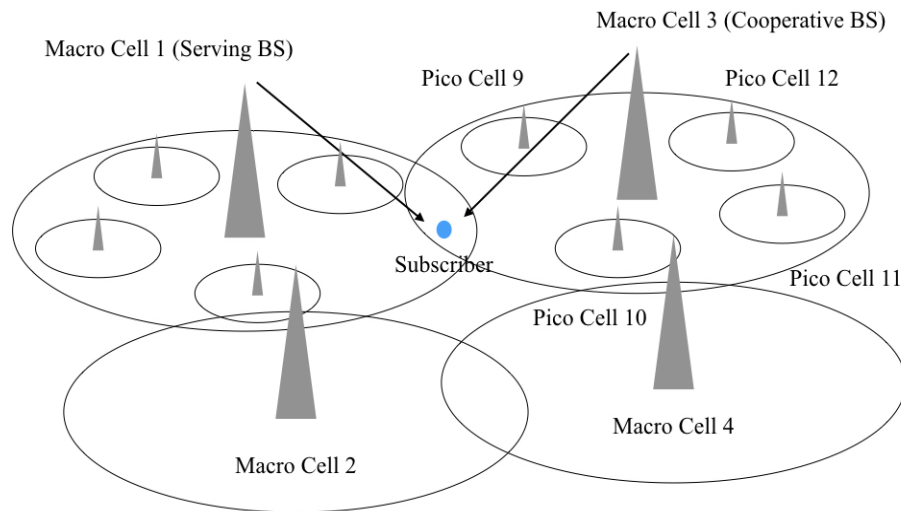 Macro Cell 3 (Cooperative BS)
Macro Cell 1 (Serving BS)
Pico Cell 9
Pico Cell 12
Subscriber
Pico Cell 11
Pico Cell 10
Macro Cell 4
Macro Cell 2